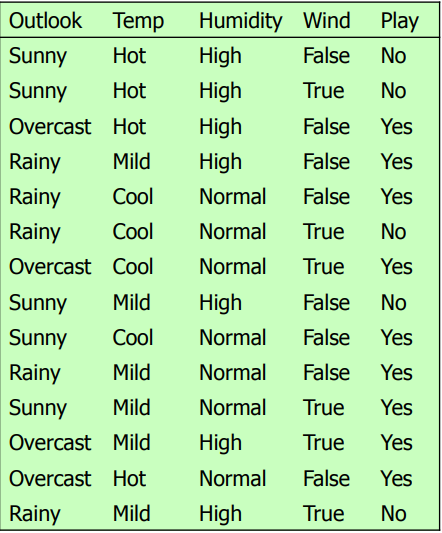 Outlook Temp Humidity Wind Play
Sunny Hot High False No
Sunny Hot High True No
Overcast Hot High False Yes
Rainy Mild High False Yes
Rainy Cool Normal False Yes
Rainy Cool Normal True No
Overcast Cool Normal True Yes
Sunny Mild High False No
Sunny Cool Normal False Yes
Rainy Mild Normal False Yes
Sunny Mild Normal True Yes
Overcast Mild High True Yes
Overcast Hot Normal False Yes
Rainy Mild High True No